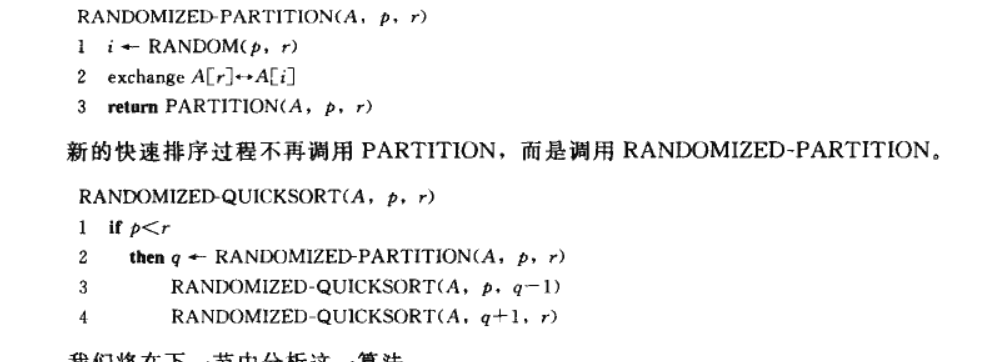 RANDOMIZED-PARTITION(A, p, r)
1 i ← RANDOM(p, r)
2 exchange A[r]↔A[i]
3 return PARTITION(A, p, r)
新的快速排序过程不再调用 PARTITION，而是调用 RANDOMIZED-PARTITION。
RANDOMIZED-QUICKSORT(A, p, r)
1 if p<r
2 then q ← RANDOMIZED-PARTITION(A, p, r)
3 RANDOMIZED-QUICKSORT(A, p, q−1)
4 RANDOMIZED-QUICKSORT(A, q+1, r)
我们将在下一节中分析这一算法